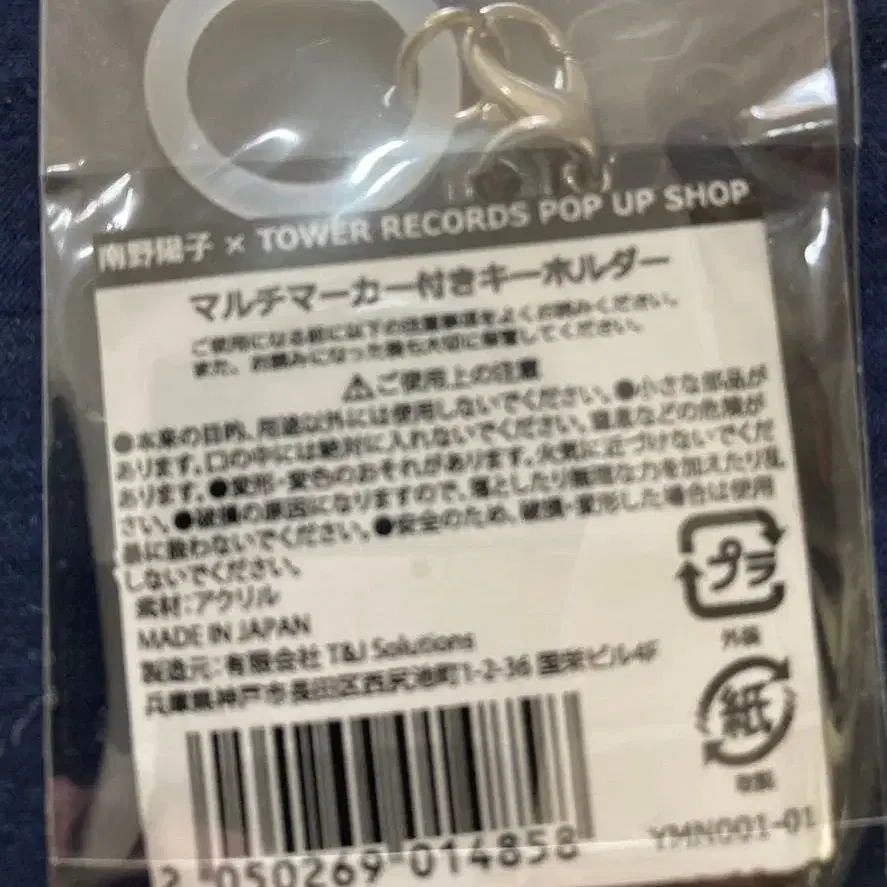 南野陽子 × TOWER RECORDS POP UP SHOP
マルチマーカー付きキーホルダー
ご使用になる前に以下の注意事項をよくお読みください。
また、お読みになった後も大切に保管してください。
⚠ご使用上の注意
●本来の目的、用途以外には使用しないでください。●小さな部品が
あります。口の中には絶対に入れないでください。窒息などの危険が
あります。●変形・変色のおそれがあります。火気に近づけないでくだ
さい。●破損の原因になりますので、落としたり無理な力を加えたり乱
暴に扱わないでください。●安全のため、破損・変形した場合は使用
しないでください。
素材:アクリル
MADE IN JAPAN
製造元:有限会社 T&J Solutions
兵庫県神戸市長田区西尻池町1-2-36 国栄ビル4F
プラ
外装
紙
2 050269 014858
YMN001-01